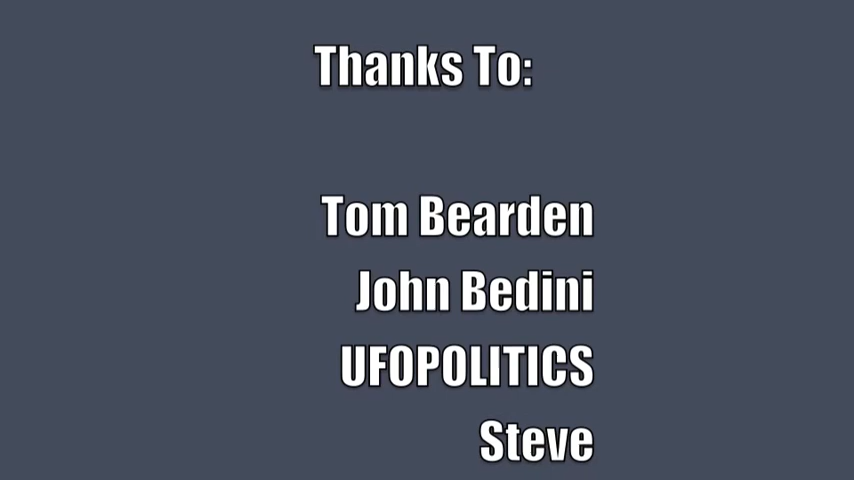 Thanks To:
Tom Bearden
John Bedini
UFOPOLITICS
Steve